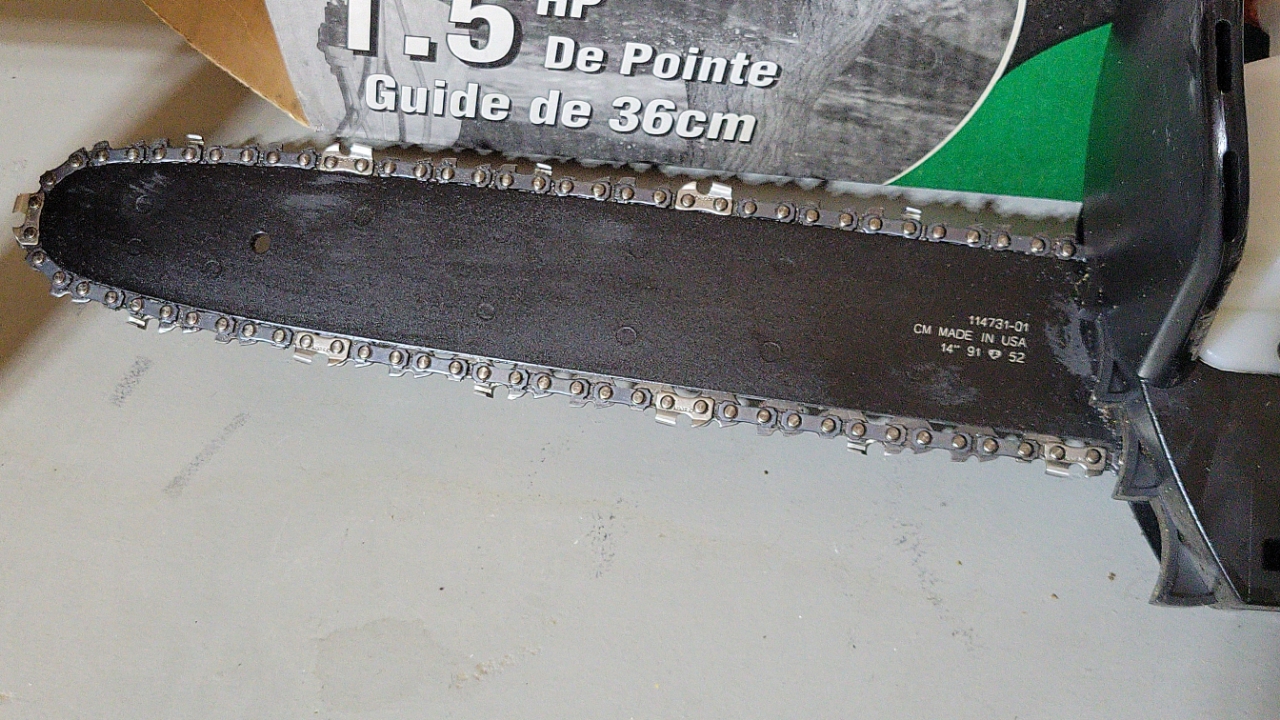 1.5 HP
De Pointe
Guide de 36cm
114731-01
CM MADE IN USA
14" 91 52